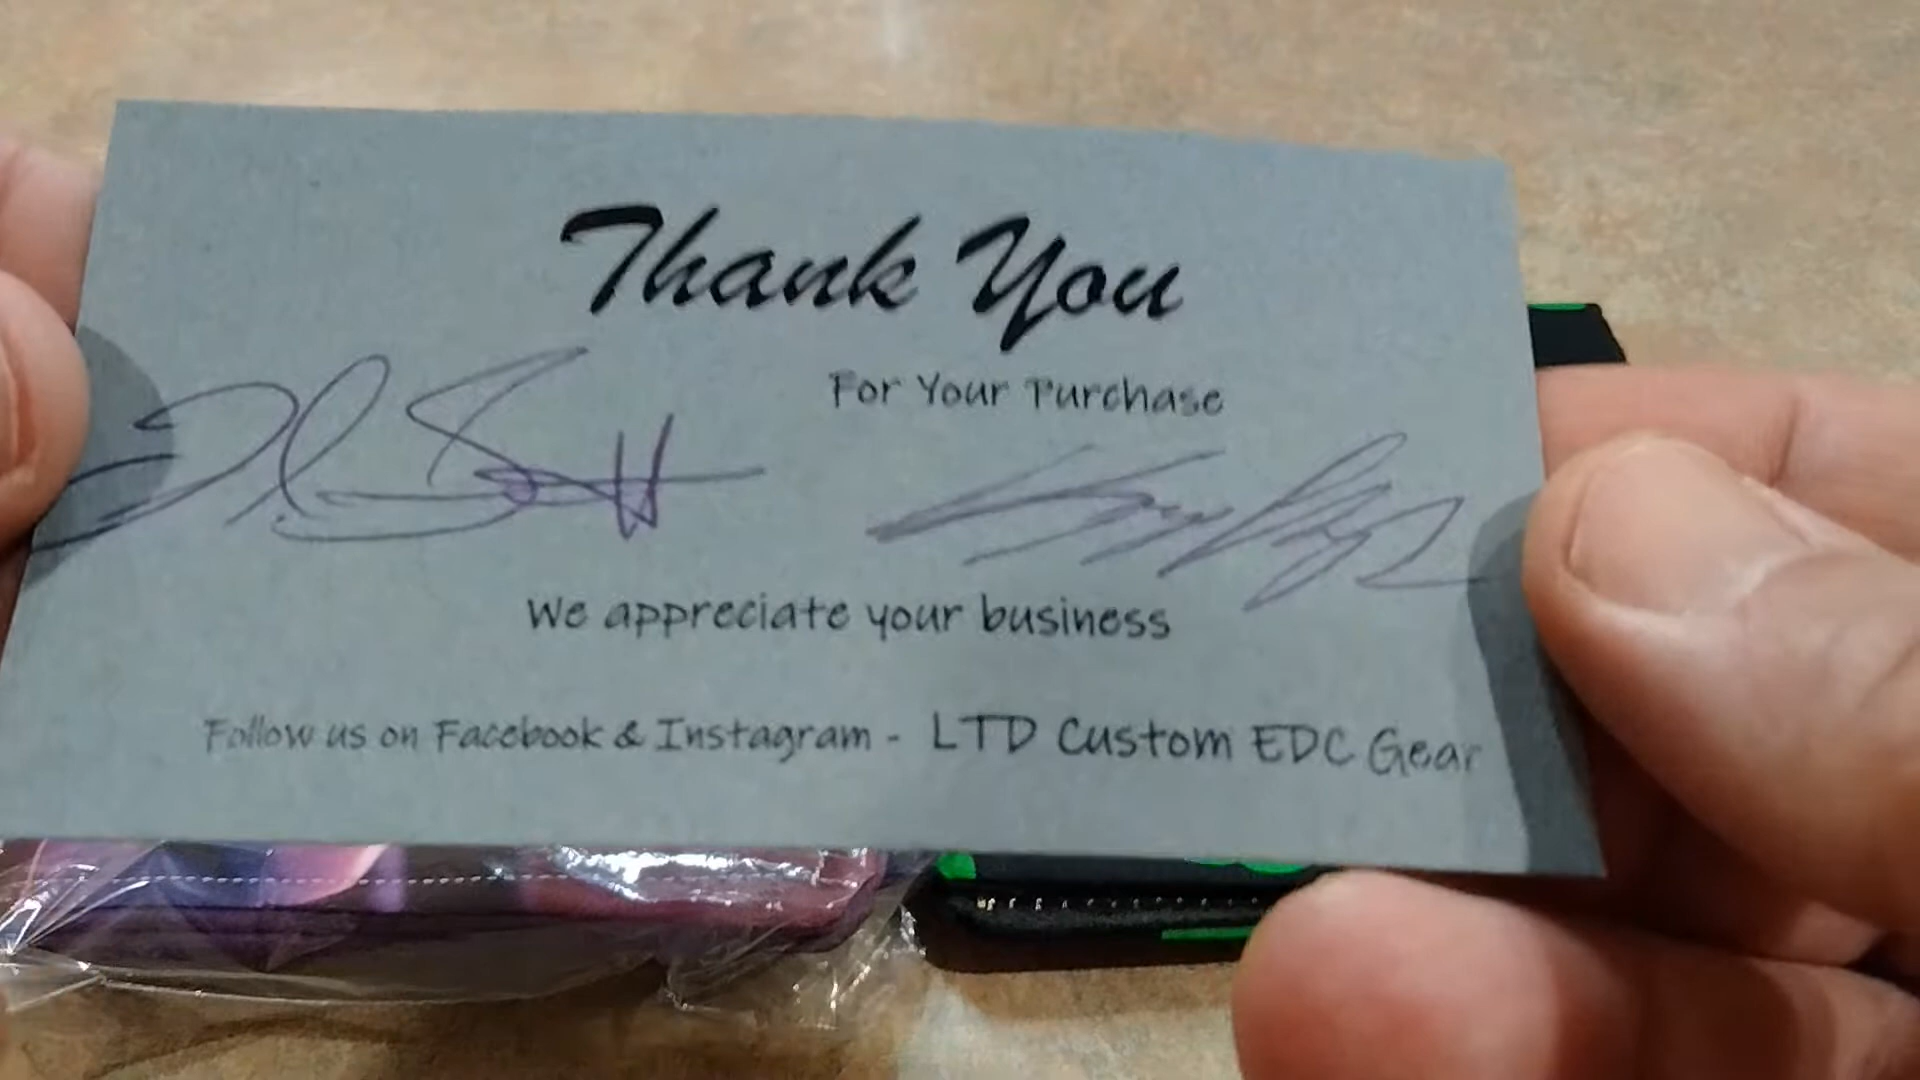 Thank You
For Your Purchase
We appreciate your business
Follow us on Facebook & Instagram - LTD Custom EDC Gear